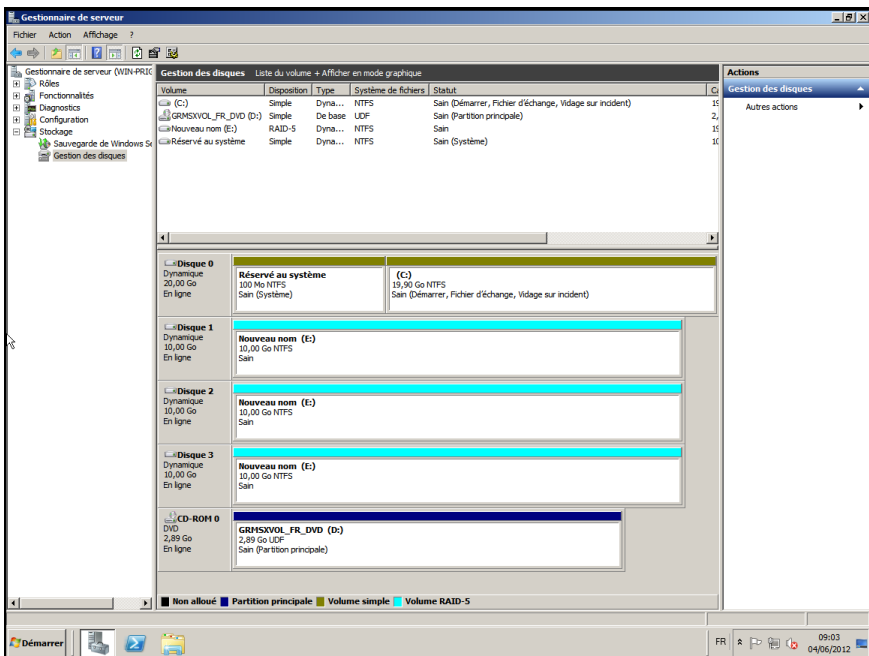 Gestionnaire de serveur
Fichier Action Affichage ?
Gestionnaire de serveur (WIN-PRIG
Rôles
Fonctionnalités
Diagnostics
Configuration
Stockage
Sauvegarde de Windows Se
Gestion des disques
Gestion des disques Liste du volume + Afficher en mode graphique
Volume Disposition Type Système de fichiers Statut
(C:) Simple Dyna... NTFS Sain (Démarrer, Fichier d'échange, Vidage sur incident) 19
GRMSXVOL_FR_DVD (D:) Simple De base UDF Sain (Partition principale) 2,
Nouveau nom (E:) RAID-5 Dyna... NTFS Sain 19
Réservé au système Simple Dyna... NTFS Sain (Système) 10
Disque 0
Dynamique
20,00 Go
En ligne
Réservé au système
100 Mo NTFS
Sain (Système)
(C:)
19,90 Go NTFS
Sain (Démarrer, Fichier d'échange, Vidage sur incident)
Disque 1
Dynamique
10,00 Go
En ligne
Nouveau nom (E:)
10,00 Go NTFS
Sain
Disque 2
Dynamique
10,00 Go
En ligne
Nouveau nom (E:)
10,00 Go NTFS
Sain
Disque 3
Dynamique
10,00 Go
En ligne
Nouveau nom (E:)
10,00 Go NTFS
Sain
CD-ROM 0
DVD
2,89 Go
En ligne
GRMSXVOL_FR_DVD (D:)
2,89 Go UDF
Sain (Partition principale)
Non alloué Partition principale Volume simple Volume RAID-5
Actions
Gestion des disques
Autres actions
Démarrer
FR
09:03
04/06/2012